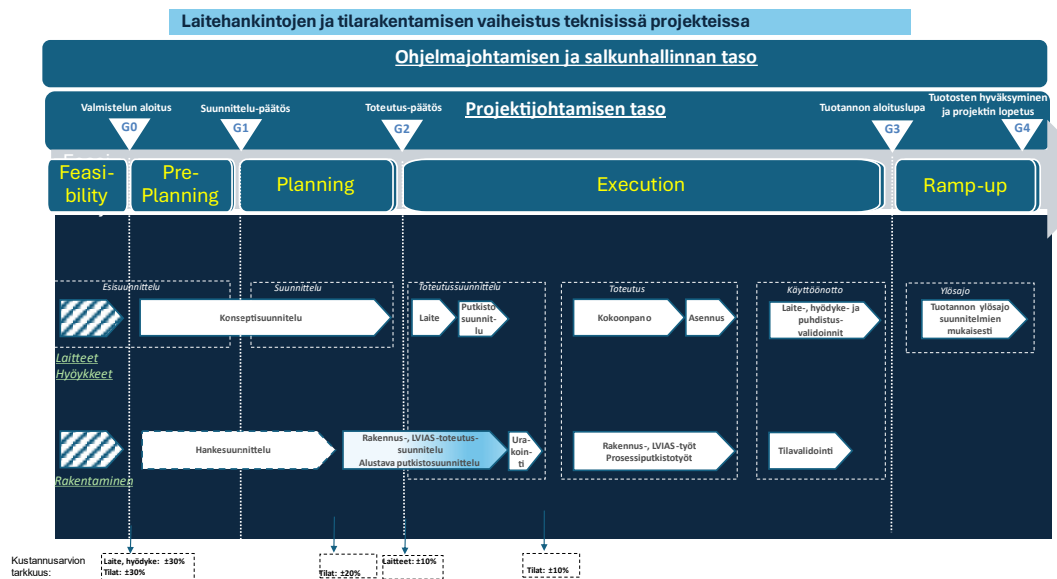 Laitehankintojen ja tilarakentamisen vaiheistus teknisissä projekteissa
Ohjelmajohtamisen ja salkunhallinnan taso
Projektijohtamisen taso
Valmistelun aloitus
Suunnittelu-päätös
Toteutus-päätös
Tuotannon aloituslupa
Tuotosten hyväksyminen
ja projektin lopetus
G0
G1
G2
G3
G4
Feasi-
bility
Pre-
Planning
Planning
Execution
Ramp-up
Esisuunnittelu
Suunnittelu
Toteutussuunnittelu
Toteutus
Käyttöönotto
Ylösajo
Konseptisuunnitelu
Laite
Putkisto
suunnit-
lu
Kokoonpano
Asennus
Laite-, hyödyke- ja
puhdistus-
validoinnit
Tuotannon ylösajo
suunnitelmien
mukaisesti
Laitteet
Hyöykkeet
Hankesuunnittelu
Rakennus-, LVIAS-toteutus-
suunnitelu
Alustava putkistosuunnittelu
Ura-
koin-
ti
Rakennus-, LVIAS-työt
Prosessiputkistotyöt
Tilavalidointi
Rakentaminen
Kustannusarvion
tarkkuus:
Laite, hyödyke: ±30%
Tilat: ±30%
Tilat: ±20%
Laitteet: ±10%
Tilat: ±10%